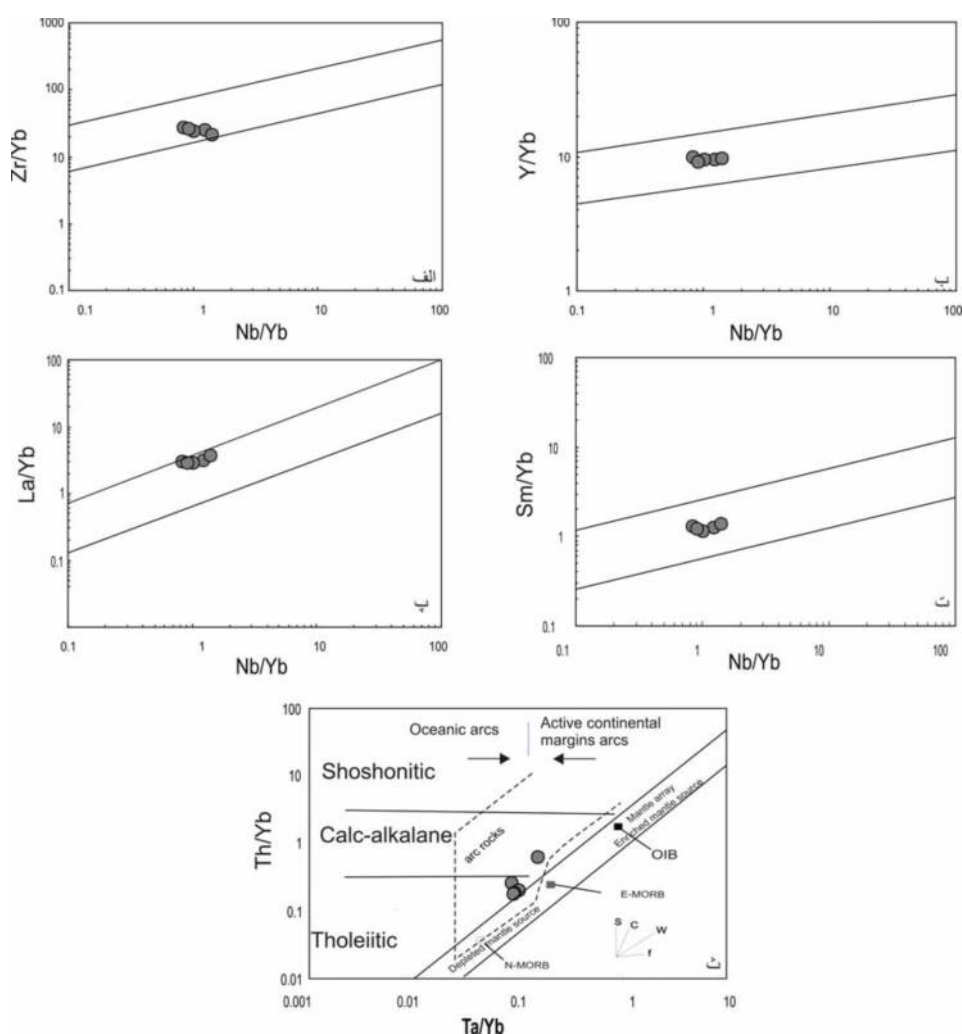 1000
100
10
1
0.1
Zr/Yb
0.1 1 10 100
Nb/Yb
الف)
100
10
1
Y/Yb
0.1 1 10 100
Nb/Yb
100
10
1
0.1
La/Yb
0.1 1 10 100
Nb/Yb
100
10
1
0.1
Sm/Yb
0.1 1 10 100
Nb/Yb
100
10
1
0.1
0.01
Th/Yb
Oceanic arcs
Active continental
margins arcs
Shoshonitic
Calc-alkalane
Tholeiitic
arc rocks
Mantle array
Enriched mantle source
OIB
E-MORB
Depleted mantle source
N-MORB
S
C
W
f
0.001 0.01 0.1 1 10
Ta/Yb